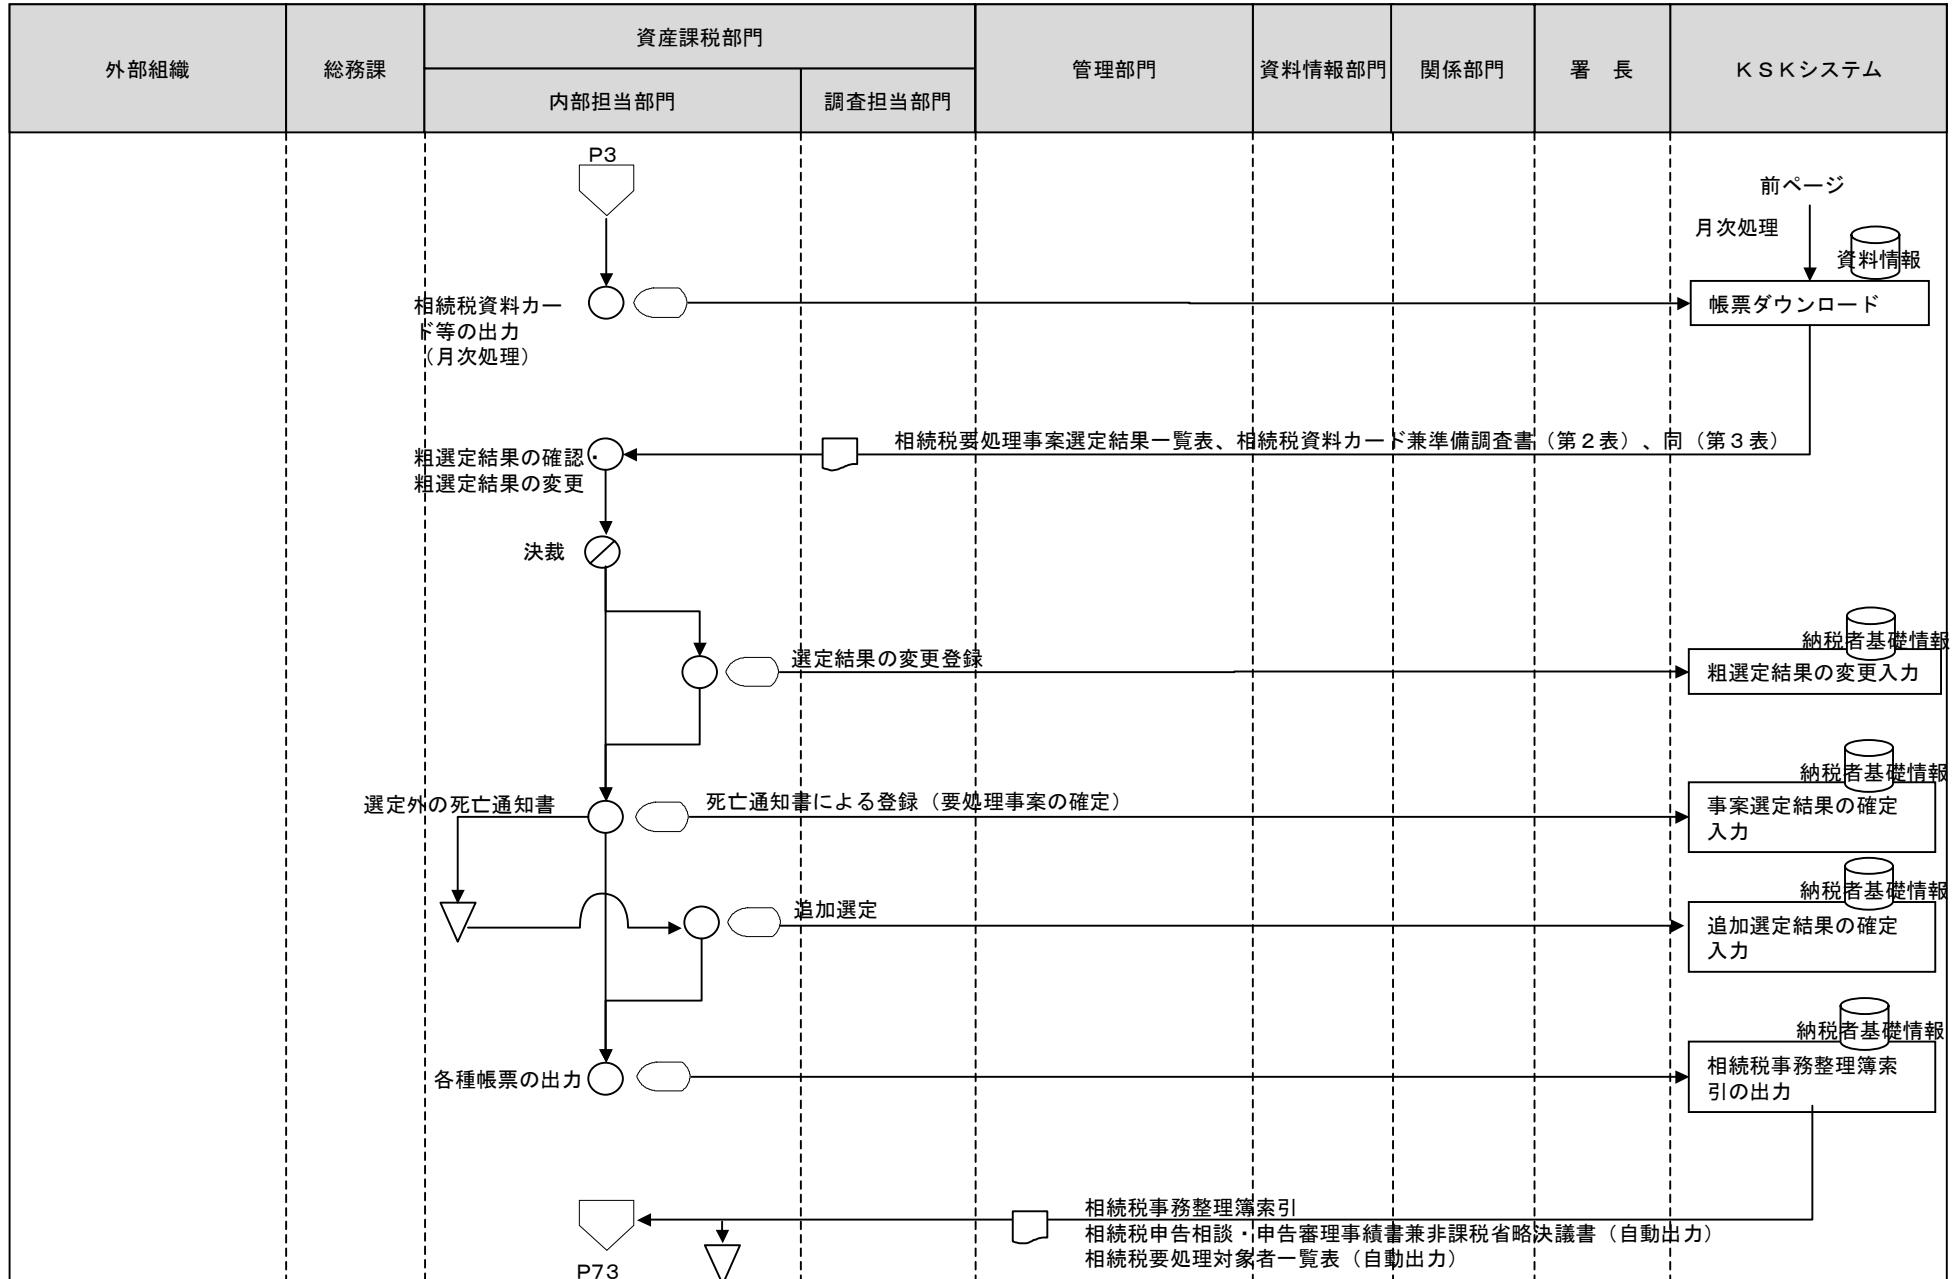 外部組織
総務課
資産課税部門
内部担当部門
調査担当部門
管理部門
資料情報部門
関係部門
署　長
ＫＳＫシステム
P3
前ページ
月次処理
資料情報
相続税資料カー
ド等の出力
（月次処理）
帳票ダウンロード
相続税要処理事案選定結果一覧表、相続税資料カード兼準備調査書（第２表）、同（第３表）
粗選定結果の確認・
粗選定結果の変更
決裁
選定結果の変更登録
納税者基礎情報
粗選定結果の変更入力
選定外の死亡通知書
死亡通知書による登録（要処理事案の確定）
納税者基礎情報
事案選定結果の確定
入力
追加選定
納税者基礎情報
追加選定結果の確定
入力
各種帳票の出力
納税者基礎情報
相続税事務整理簿索
引の出力
相続税事務整理簿索引
相続税申告相談・申告審理事績書兼非課税省略決議書（自動出力）
相続税要処理対象者一覧表（自動出力）
P73